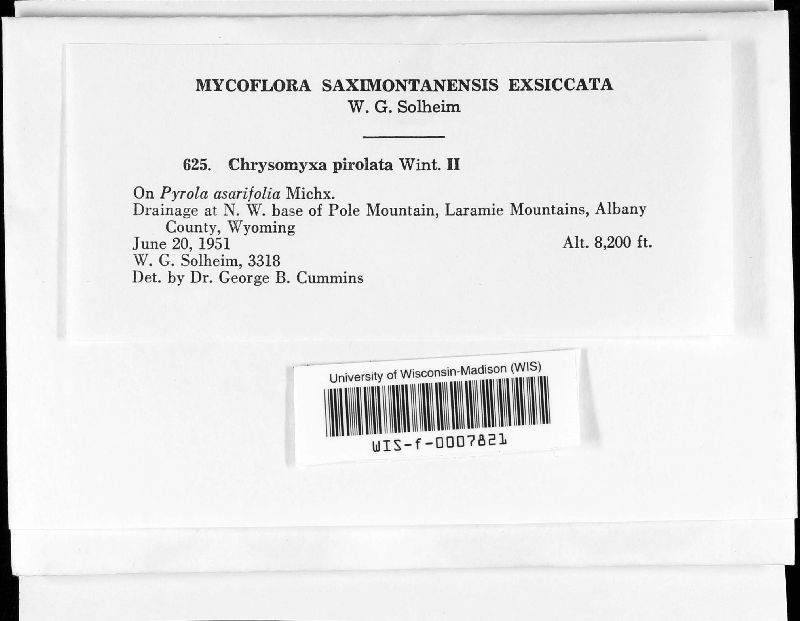 MYCOFLORA SAXIMONTANENSIS EXSICCATA
W. G. Solheim
625. Chrysomyxa pirolata Wint. II
On Pyrola asarifolia Michx.
Drainage at N. W. base of Pole Mountain, Laramie Mountains, Albany
County, Wyoming
June 20, 1951 Alt. 8,200 ft.
W. G. Solheim, 3318
Det. by Dr. George B. Cummins
University of Wisconsin-Madison (WIS)
WIS-f-0007821